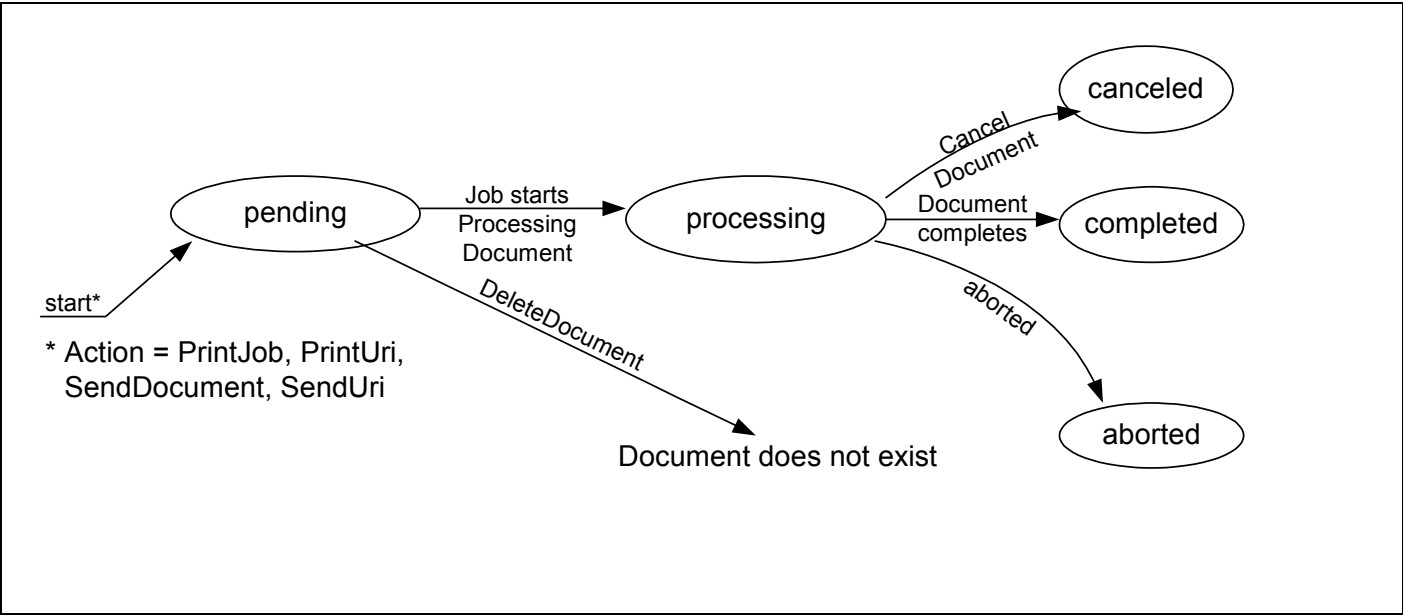 canceled
Cancel
Document
pending
Job starts
Processing
Document
processing
Document
completes
completed
start*
DeleteDocument
aborted
* Action = PrintJob, PrintUri,
SendDocument, SendUri
Document does not exist
aborted